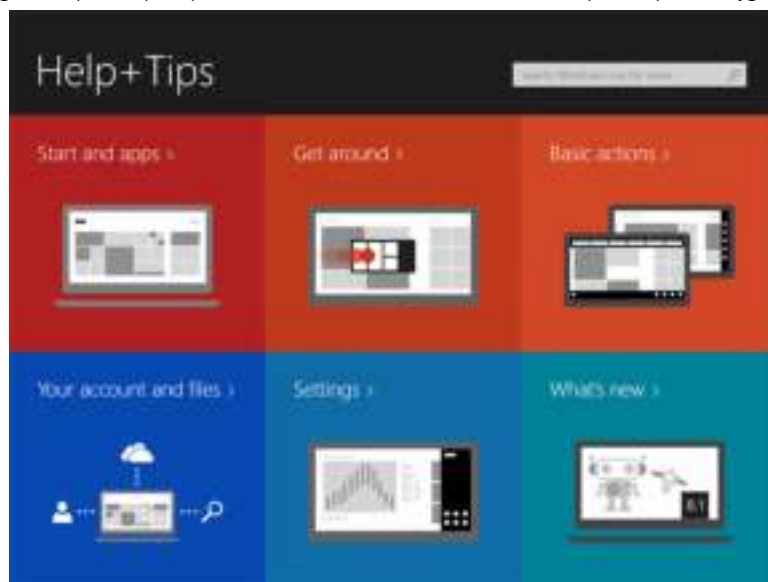 Help+Tips
Start and apps ›
Get around ›
Basic actions ›
Your account and files ›
Settings ›
What's new ›